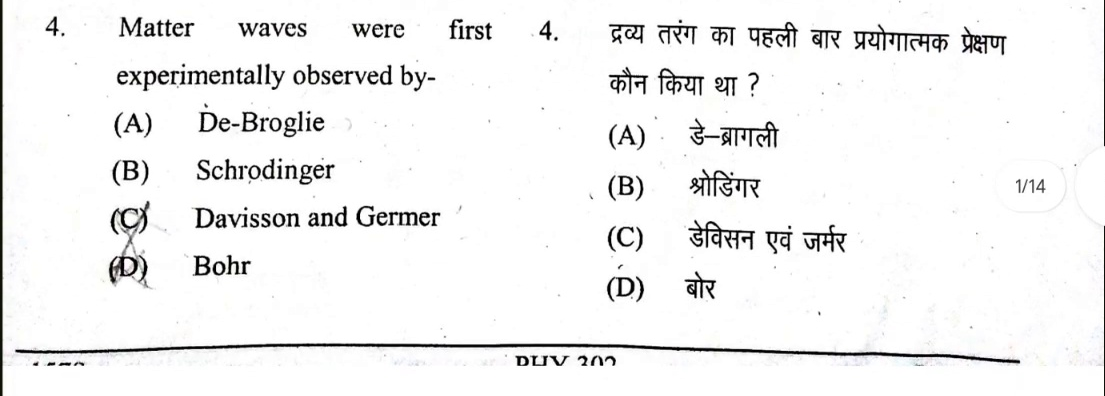 4. Matter waves were first
experimentally observed by-
(A) De-Broglie
(B) Schrodinger
(C) Davisson and Germer
(D) Bohr
4. द्रव्य तरंग का पहली बार प्रयोगात्मक प्रेक्षण
कौन किया था ?
(A) डे–ब्रागली
(B) श्रोडिंगर
(C) डेविसन एवं जर्मर
(D) बोर
1/14
PHY 302